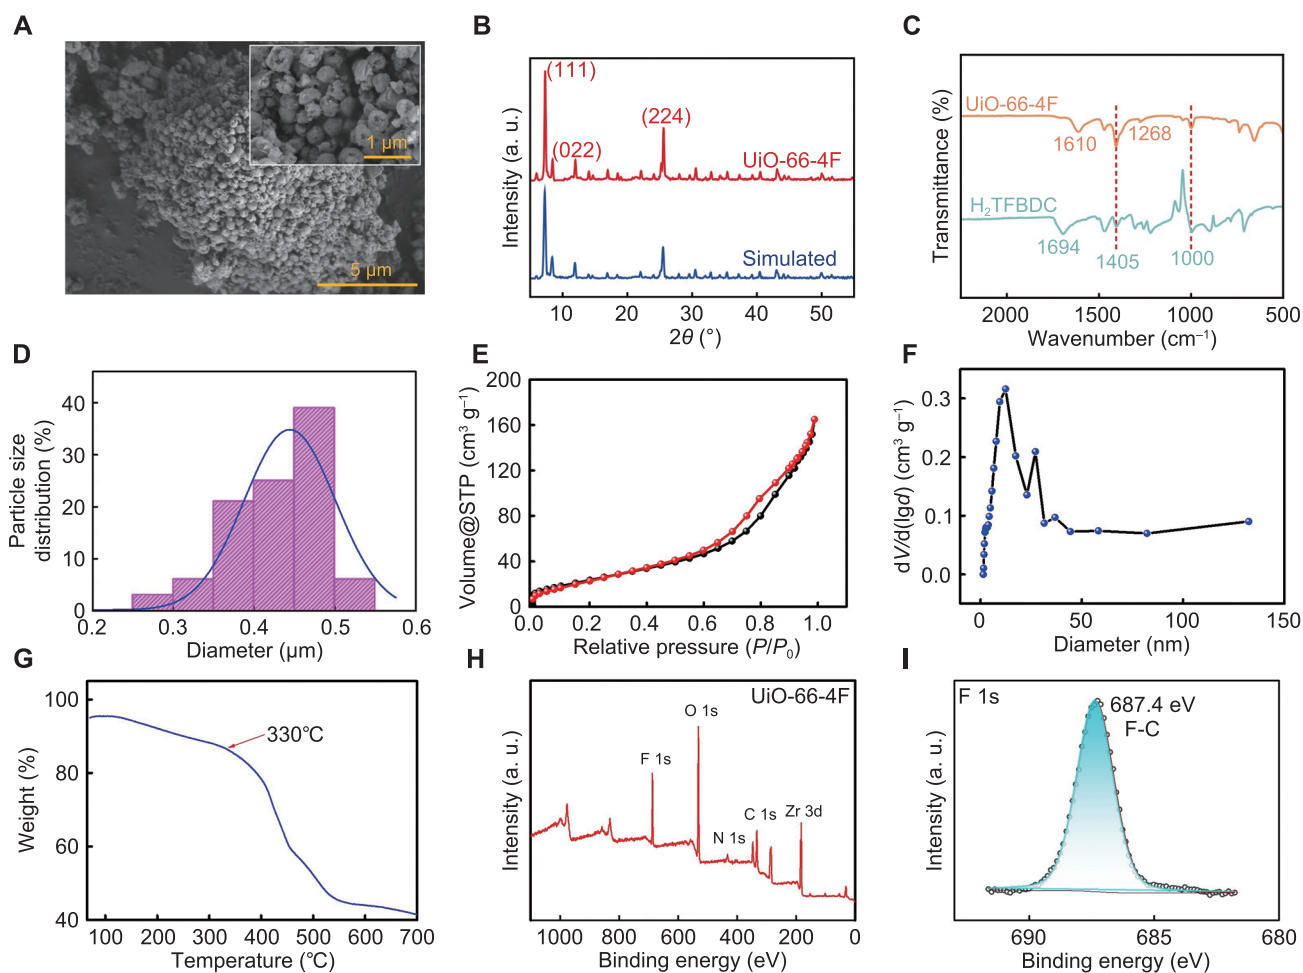 A
1 μm
5 μm
B
(111)
(022)
(224)
UiO-66-4F
Simulated
Intensity (a. u.)
10 20 30 40 50
2θ (°)
C
UiO-66-4F
1610
1268
H₂TFBDC
1694
1405
1000
Transmittance (%)
2000 1500 1000 500
Wavenumber (cm⁻¹)
D
Particle size
distribution (%)
40
30
20
10
0
0.2 0.3 0.4 0.5 0.6
Diameter (μm)
E
Volume@STP (cm³ g⁻¹)
200
160
120
80
40
0
0.0 0.2 0.4 0.6 0.8 1.0
Relative pressure (P/P₀)
F
dV/d(lgd) (cm³ g⁻¹)
0.3
0.2
0.1
0.0
0 50 100 150
Diameter (nm)
G
Weight (%)
100
80
60
40
330℃
100 200 300 400 500 600 700
Temperature (℃)
H
UiO-66-4F
O 1s
F 1s
N 1s
C 1s
Zr 3d
Intensity (a. u.)
1000 800 600 400 200 0
Binding energy (eV)
I
F 1s
687.4 eV
F-C
Intensity (a. u.)
690 685 680
Binding energy (eV)